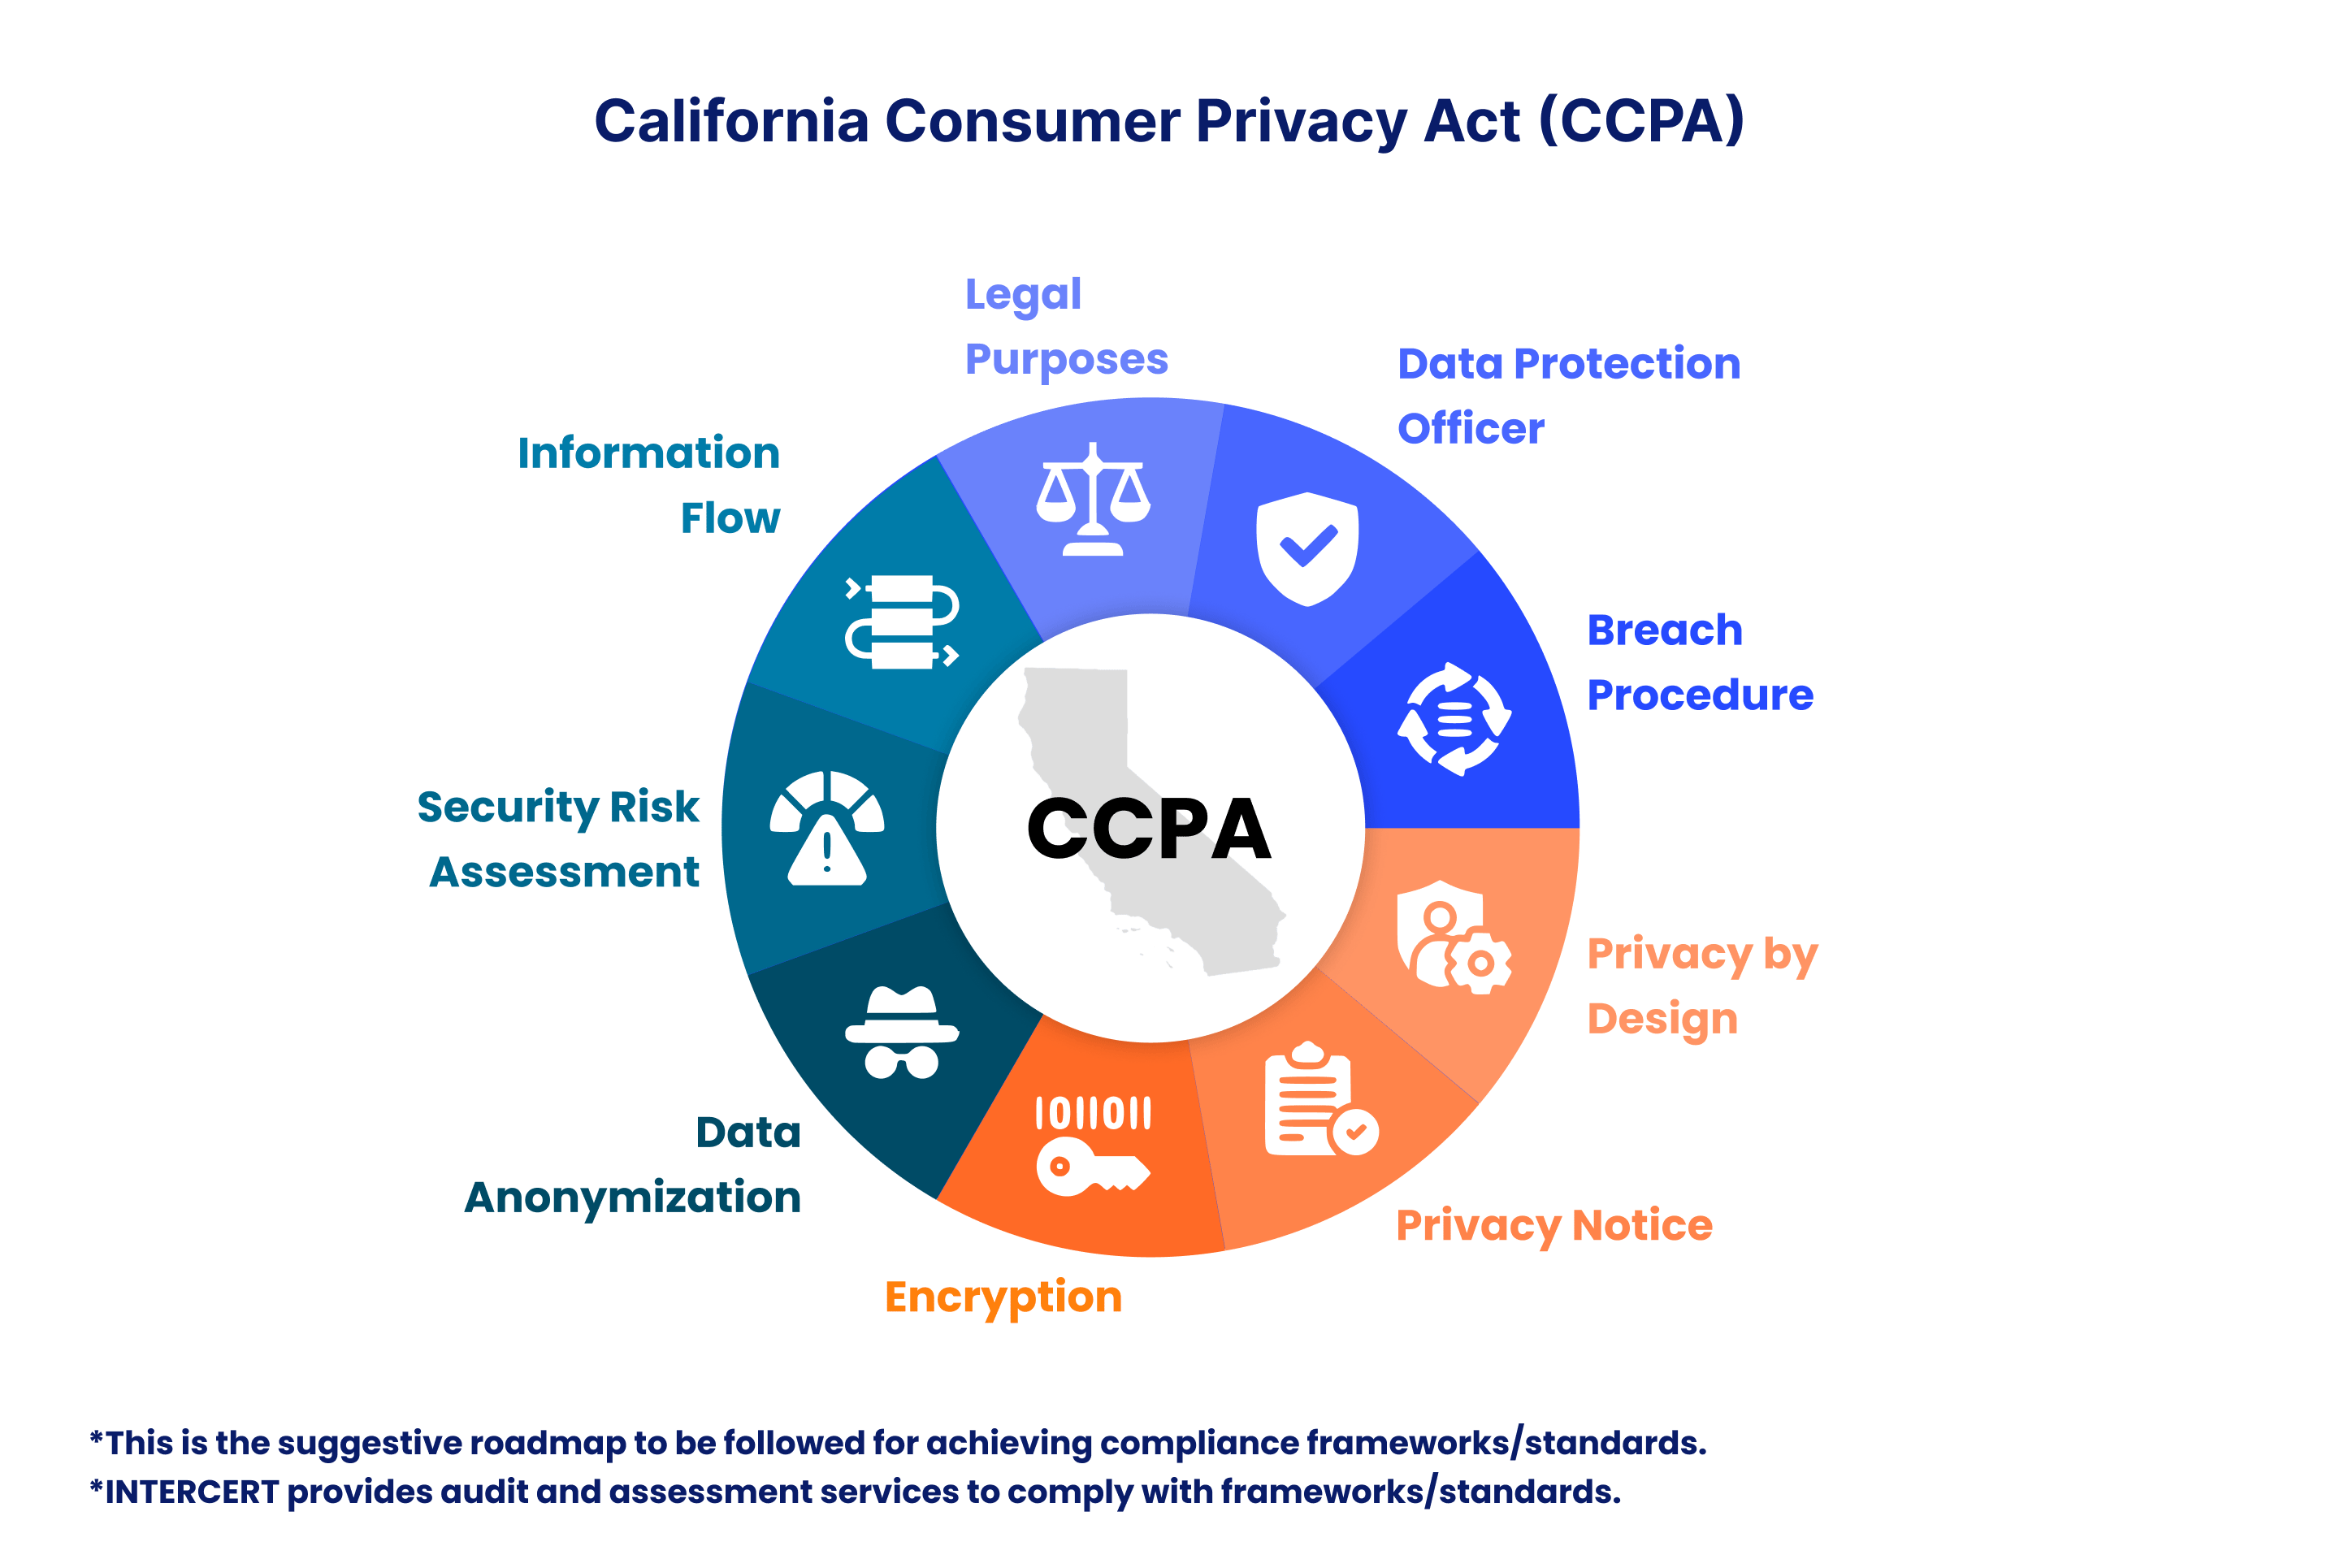 California Consumer Privacy Act (CCPA)
Legal
Purposes
Data Protection
Officer
Information
Flow
Breach
Procedure
Security Risk
Assessment
CCPA
Privacy by
Design
Data
Anonymization
Privacy Notice
Encryption
1011011
*This is the suggestive roadmap to be followed for achieving compliance frameworks/standards.
*INTERCERT provides audit and assessment services to comply with frameworks/standards.